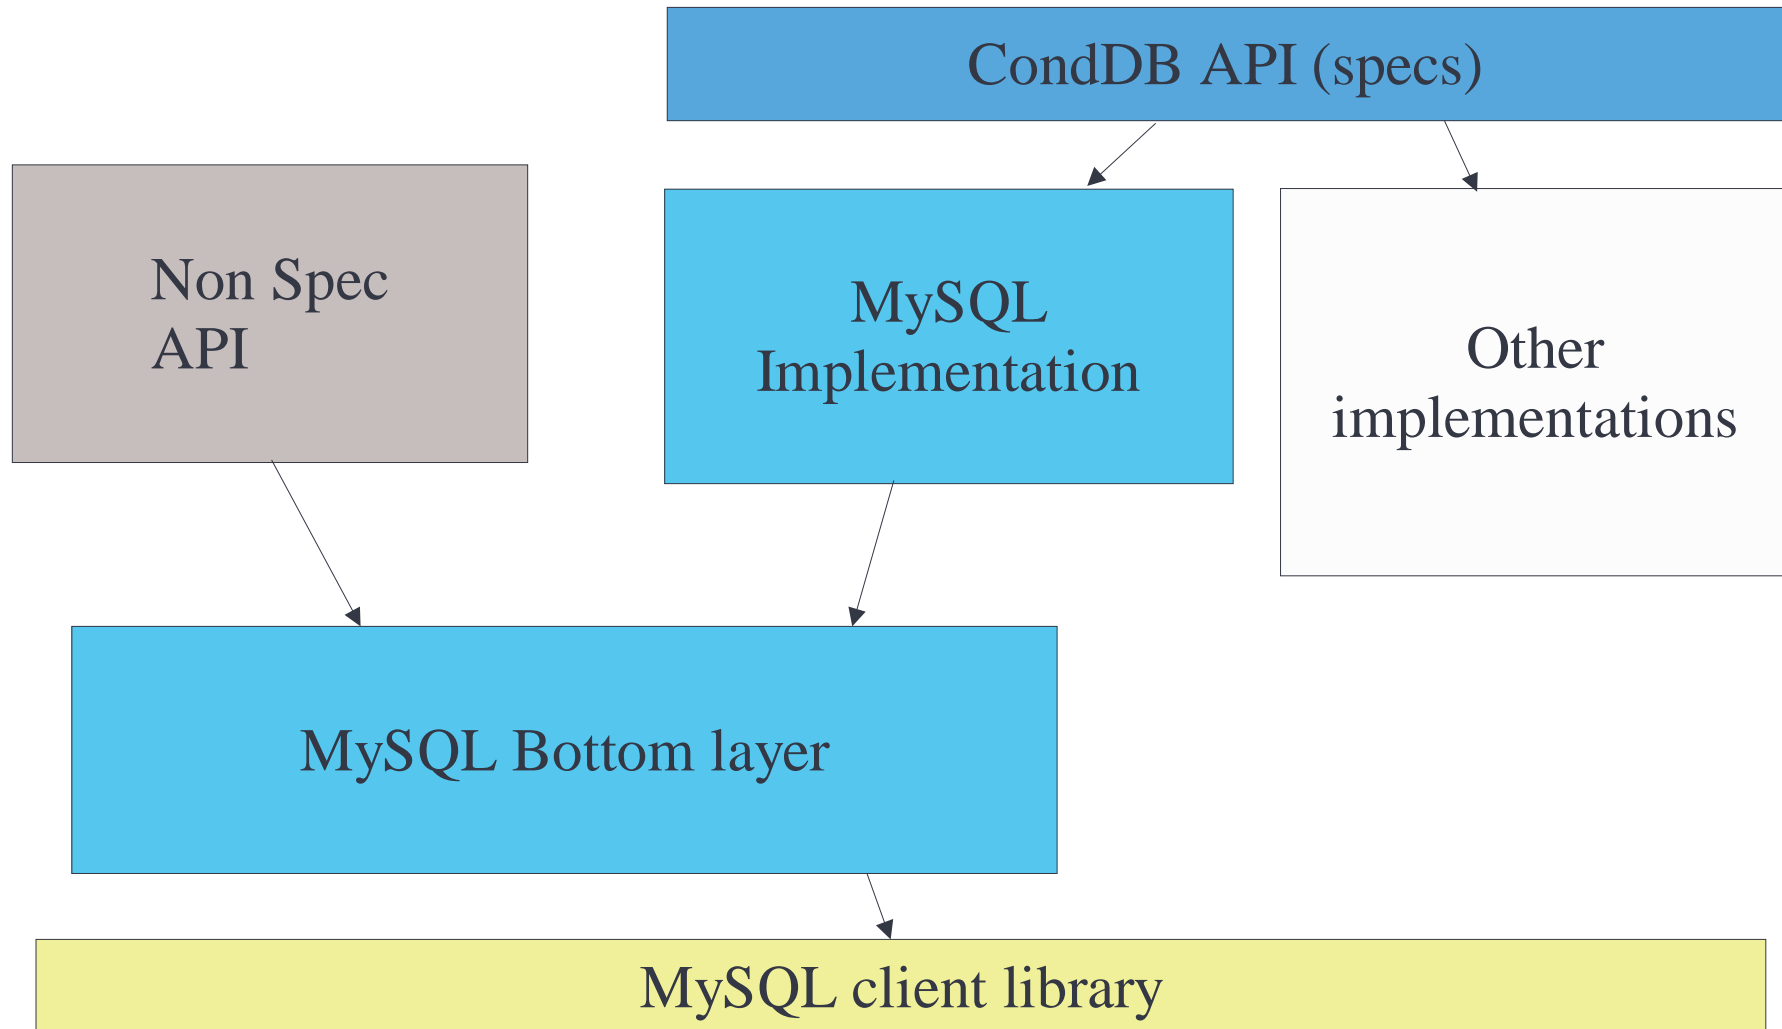 CondDB API (specs)
Non Spec
API
MySQL
Implementation
Other
implementations
MySQL Bottom layer
MySQL client library